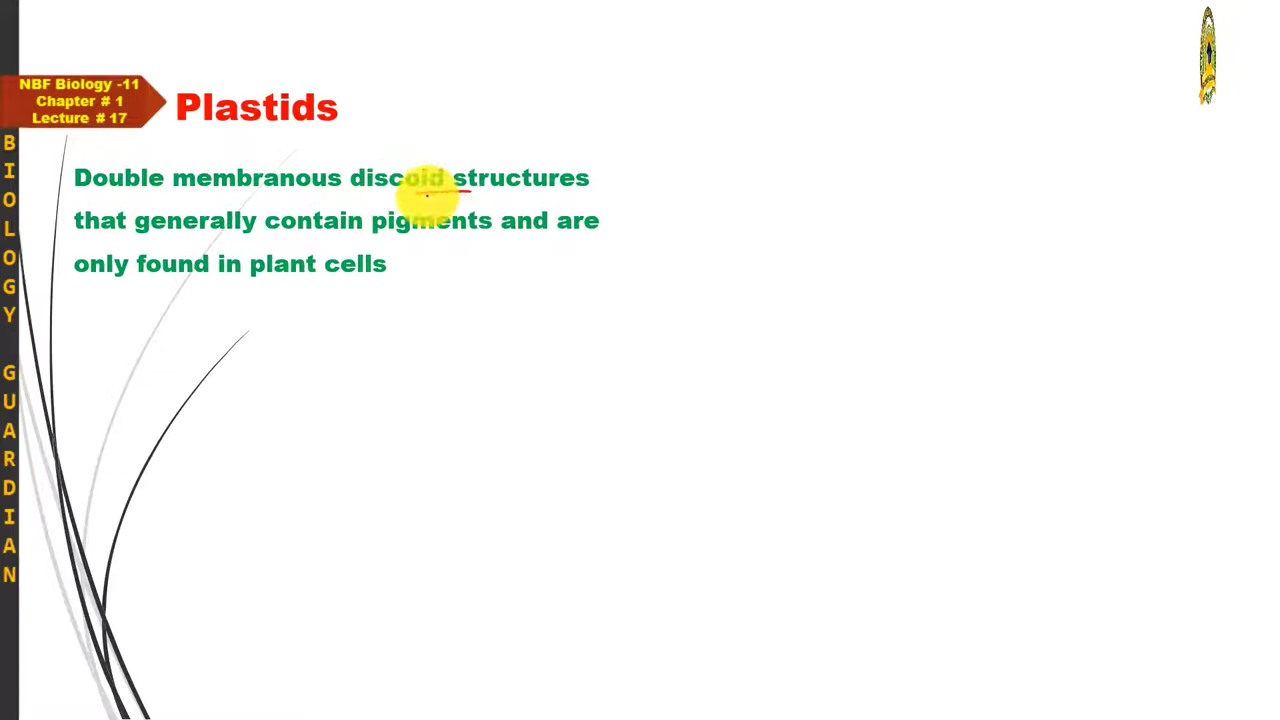 NBF Biology -11
Chapter # 1
Lecture # 17
Plastids
Double membranous discoid structures
that generally contain pigments and are
only found in plant cells
BIOLOGY GUARDIAN